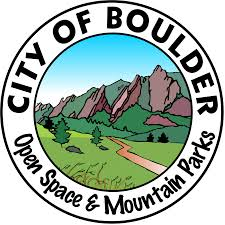 CITY OF BOULDER
Open Space & Mountain Parks